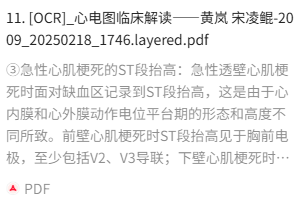 11. [OCR]_心电图临床解读——黄岚 宋凌鲲-20
09_20250218_1746.layered.pdf
③急性心肌梗死的ST段抬高：急性透壁心肌梗
死时面对缺血区记录到ST段抬高，这是由于心
内膜和心外膜动作电位平台期的形态和高度不
同所致。前壁心肌梗死时ST段抬高见于胸前电
极，至少包括V2、V3导联；下壁心肌梗死时…
PDF